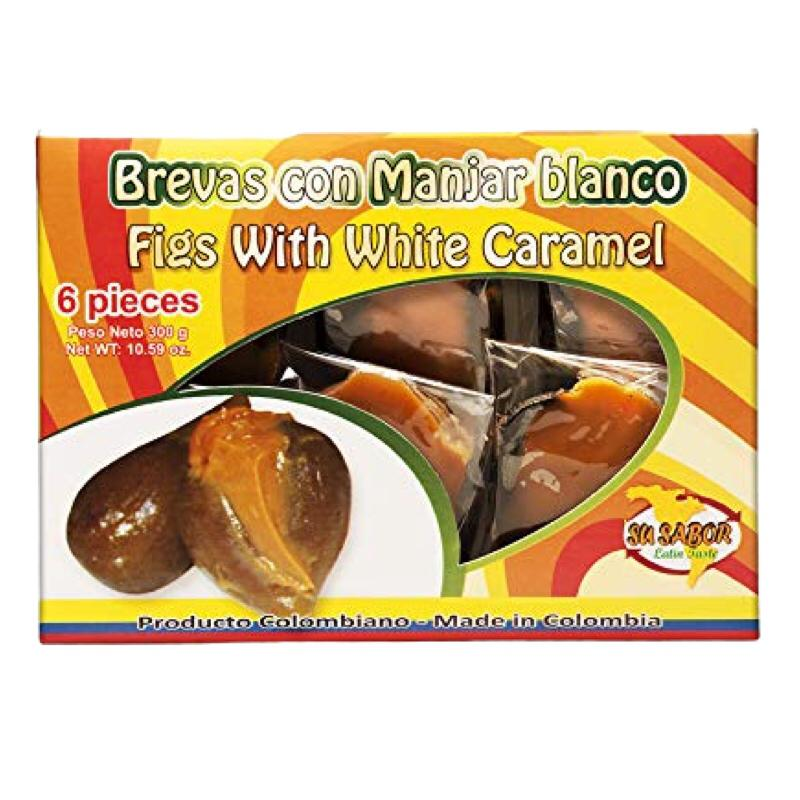 Brevas con Manjar blanco
Figs With White Caramel
6 pieces
Peso Neto 300 g
Net WT: 10.59 oz.
SU SABOR
Latin Taste
Producto Colombiano - Made in Colombia